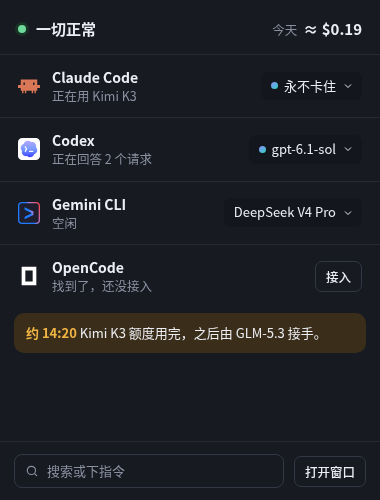 一切正常
今天 ≈ $0.19
Claude Code
正在用 Kimi K3
永不卡住
Codex
正在回答 2 个请求
gpt-6.1-sol
Gemini CLI
空闲
DeepSeek V4 Pro
OpenCode
找到了，还没接入
接入
约 14:20 Kimi K3 额度用完，之后由 GLM-5.3 接手。
搜索或下指令
打开窗口